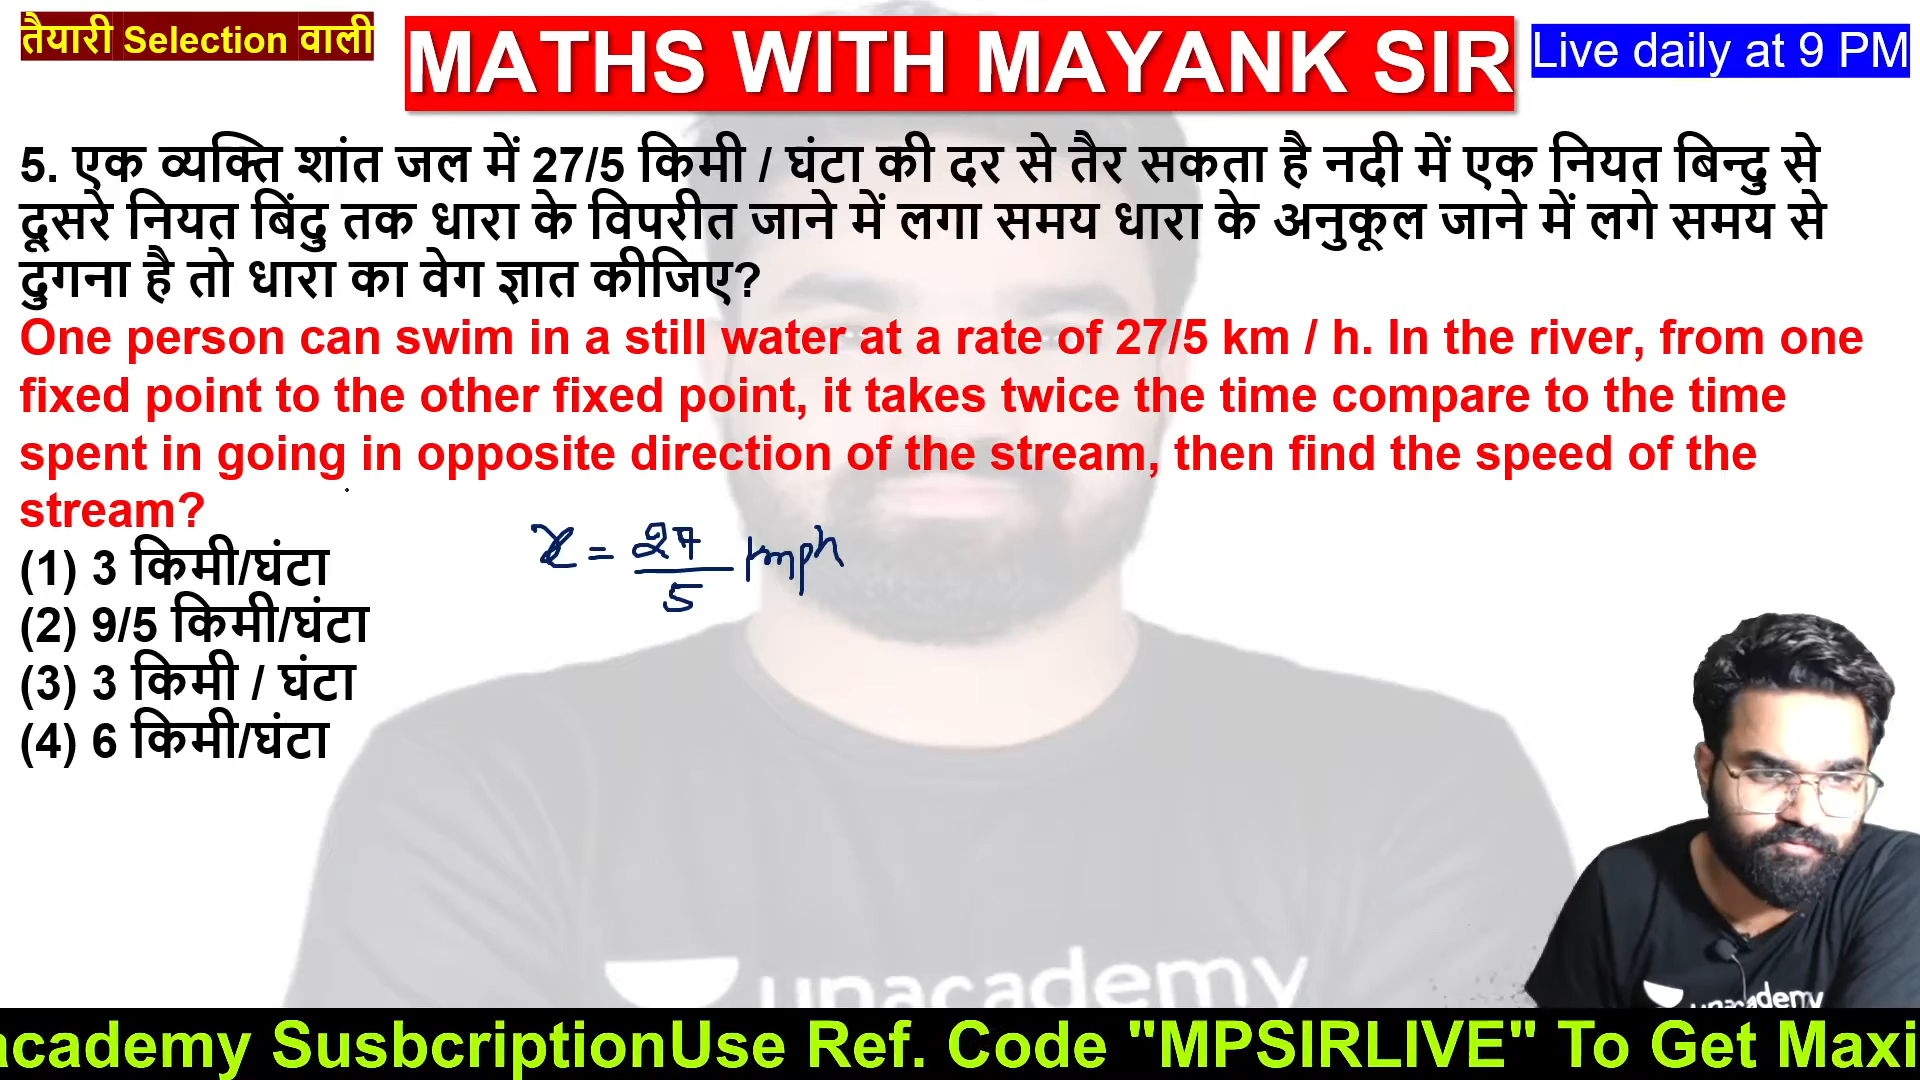 तैयारी Selection वाली
MATHS WITH MAYANK SIR
Live daily at 9 PM
5. एक व्यक्ति शांत जल में 27/5 किमी / घंटा की दर से तैर सकता है नदी में एक नियत बिन्दु से
दूसरे नियत बिंदु तक धारा के विपरीत जाने में लगा समय धारा के अनुकूल जाने में लगे समय से
दुगना है तो धारा का वेग ज्ञात कीजिए?
One person can swim in a still water at a rate of 27/5 km / h. In the river, from one
fixed point to the other fixed point, it takes twice the time compare to the time
spent in going in opposite direction of the stream, then find the speed of the
stream?
(1) 3 किमी/घंटा
(2) 9/5 किमी/घंटा
(3) 3 किमी / घंटा
(4) 6 किमी/घंटा
x = 27/5 kmph
unacademy
unacademy
academy SusbcriptionUse Ref. Code "MPSIRLIVE" To Get Maxi